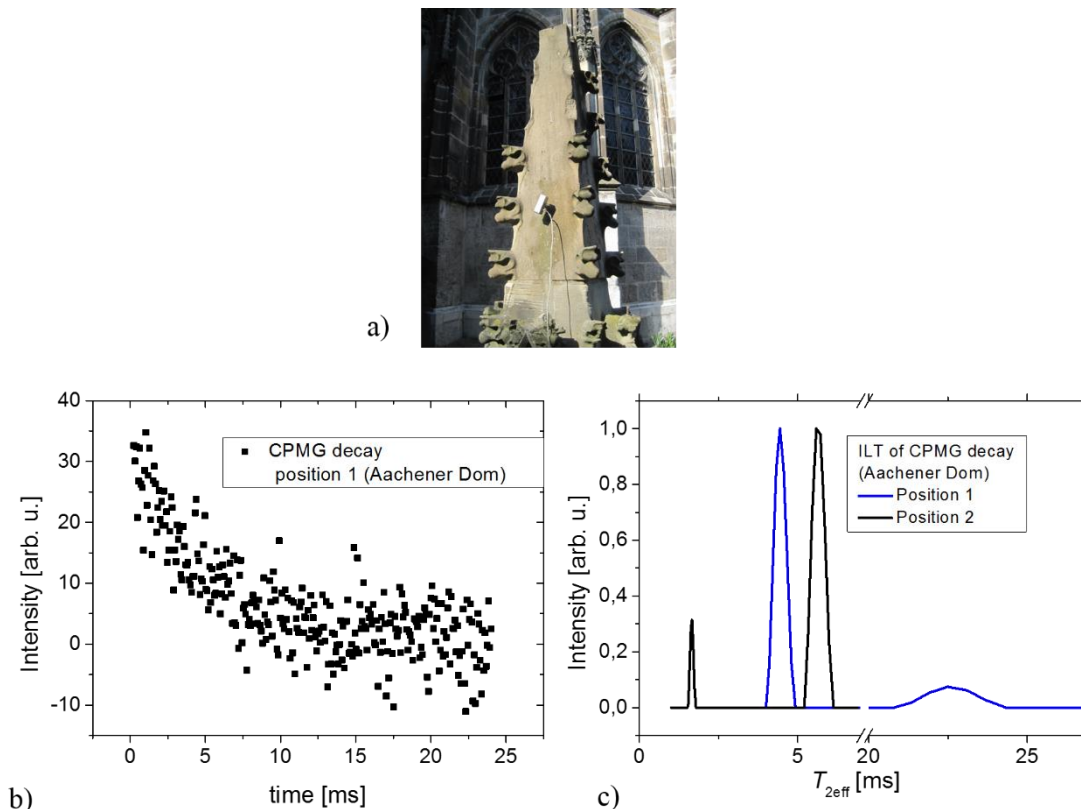 a)
40
30
20
10
0
-10
Intensity [arb. u.]
CPMG decay
position 1 (Aachener Dom)
0 5 10 15 20 25
time [ms]
b)
1,0
0,8
0,6
0,4
0,2
0,0
Intensity [arb. u.]
ILT of CPMG decay
(Aachener Dom)
Position 1
Position 2
0 5 20 25
T2eff [ms]
c)